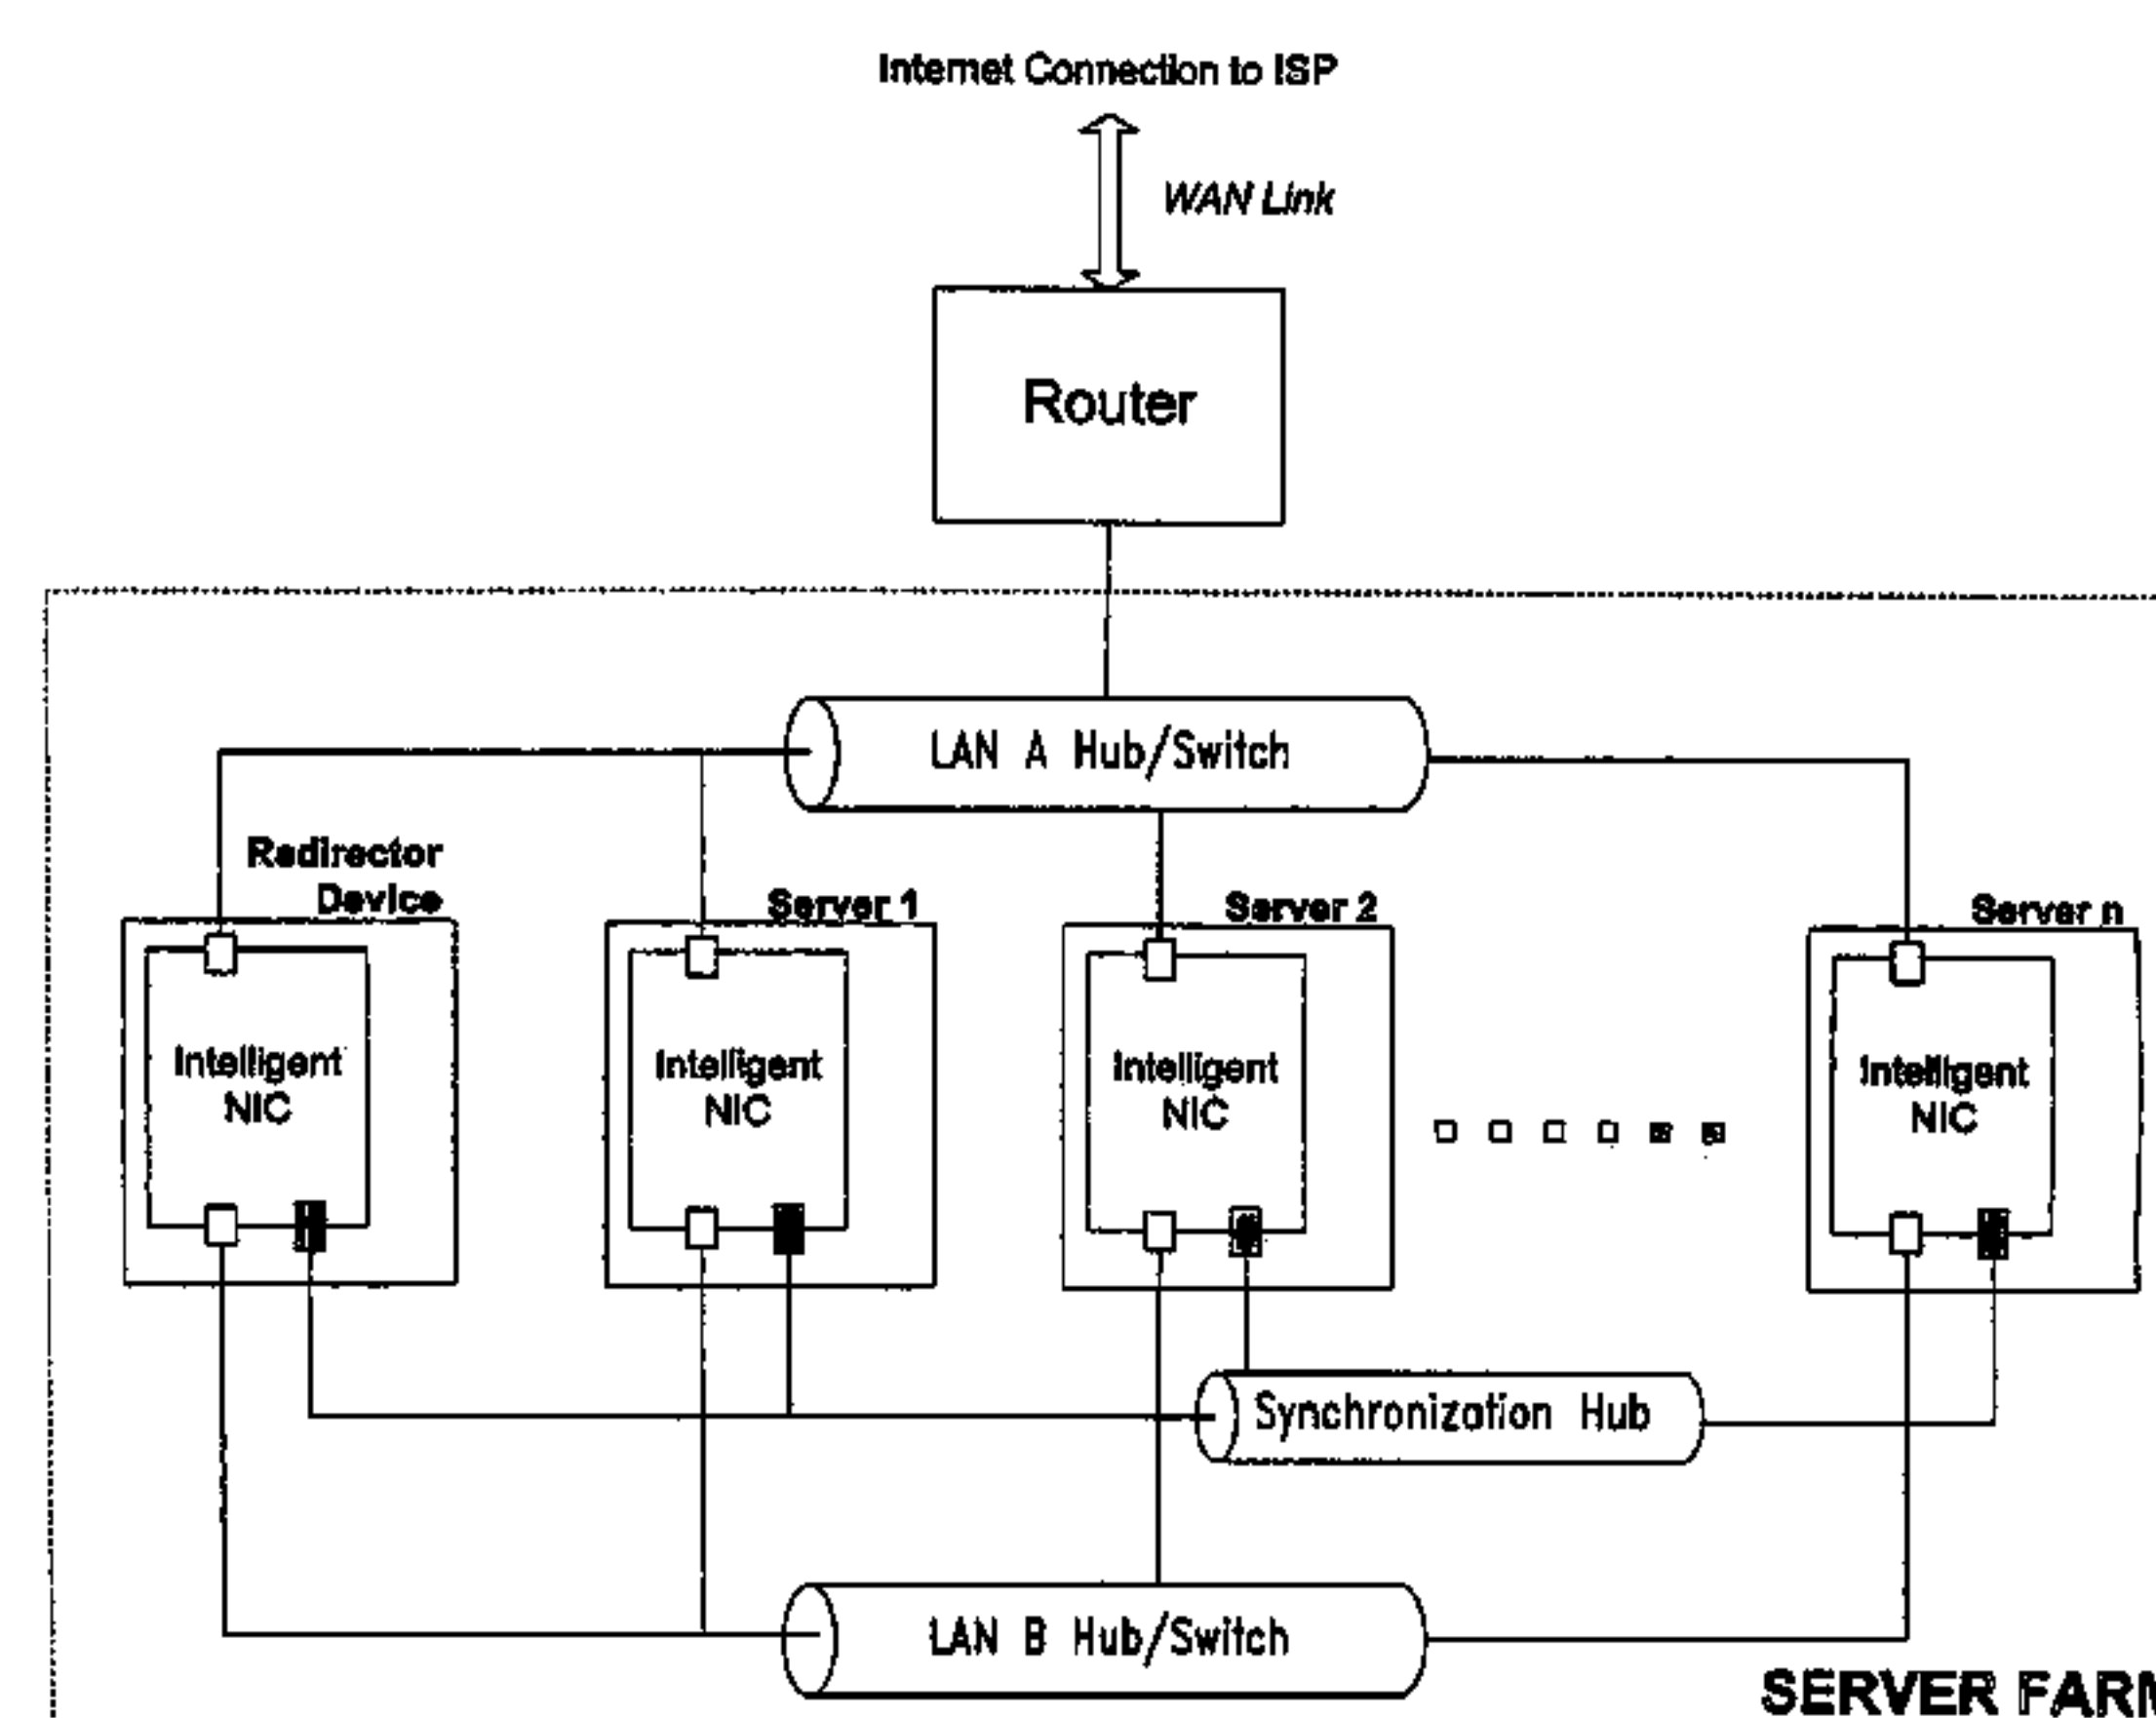 Internet Connection to ISP
WAN Link
Router
LAN A Hub/Switch
Redirector
Device
Server 1
Server 2
Server n
Intelligent
NIC
Intelligent
NIC
Intelligent
NIC
Intelligent
NIC
Synchronization Hub
LAN B Hub/Switch
SERVER FARM